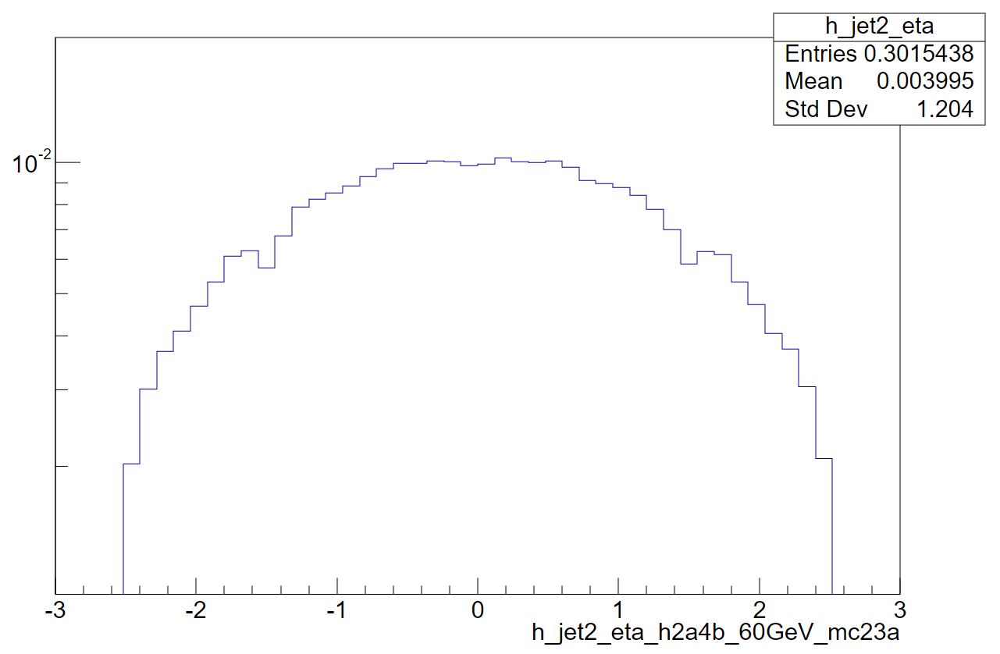 h_jet2_eta
Entries 0.3015438
Mean 0.003995
Std Dev 1.204
10-2
-3 -2 -1 0 1 2 3
h_jet2_eta_h2a4b_60GeV_mc23a